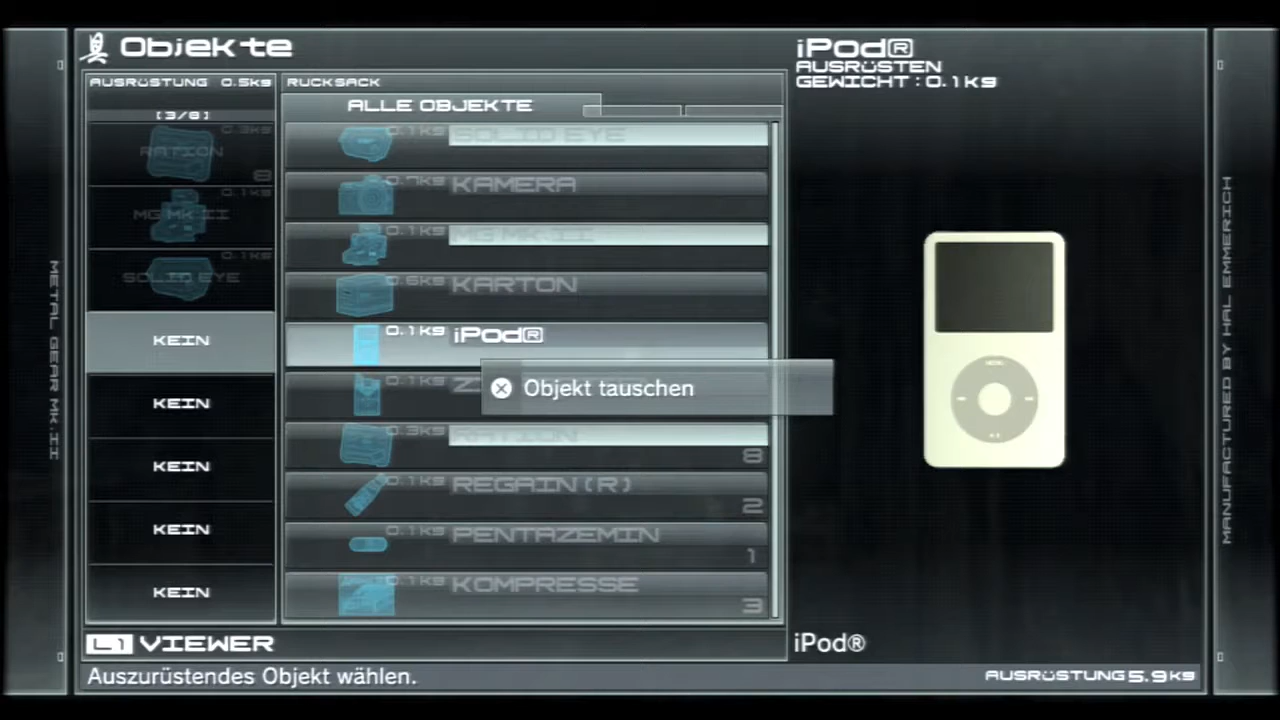 Objekte
AUSRÜSTUNG 0.5kg
[3/8]
0.3kg
RATION
8
0.1kg
MG MK.II
0.1kg
SOLID EYE
KEIN
KEIN
KEIN
KEIN
KEIN
RUCKSACK
ALLE OBJEKTE
0.1kg SOLID EYE
0.7kg KAMERA
0.1kg MG MK.II
0.6kg KARTON
0.1kg iPod®
Objekt tauschen
0.1kg
0.3kg RATION
8
0.1kg REGAIN(R)
2
0.1kg PENTAZEMIN
1
0.1kg KOMPRESSE
3
iPod®
AUSRÜSTEN
GEWICHT:0.1kg
MENU
METAL GEAR MK.II
MANUFACTURED BY HAL EMMERICH
L1 VIEWER
iPod®
Auszurüstendes Objekt wählen.
AUSRÜSTUNG 5.9kg